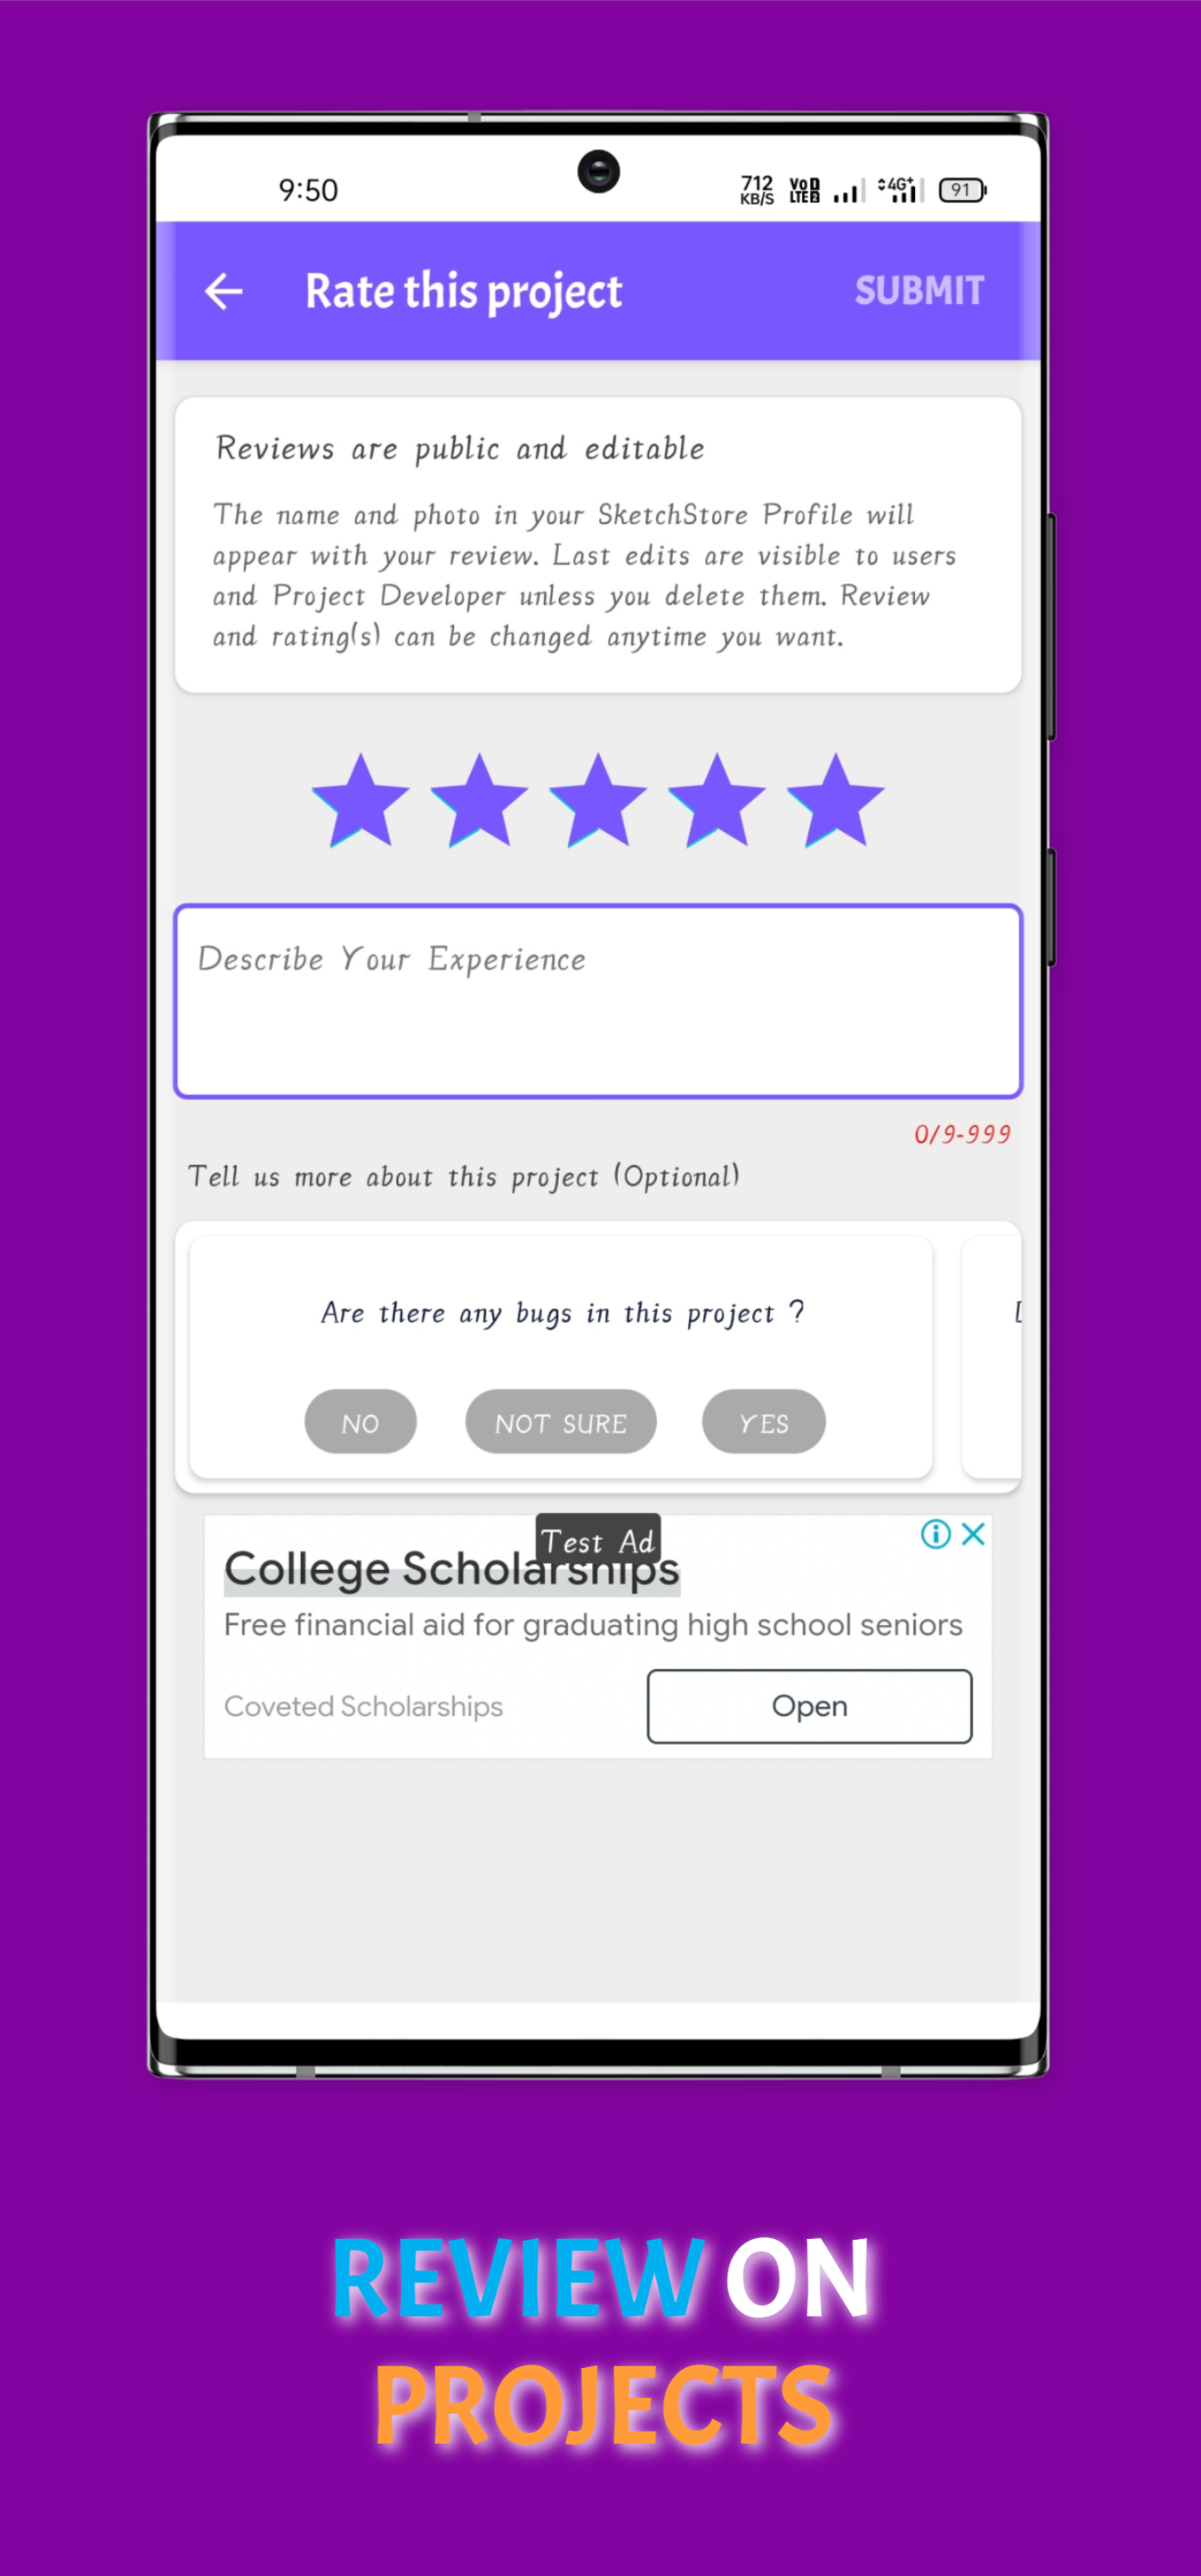 9:50
712
KB/S
Vo 1
LTE 2
4G+
91
Rate this project
SUBMIT
Reviews are public and editable
The name and photo in your SketchStore Profile will
appear with your review. Last edits are visible to users
and Project Developer unless you delete them. Review
and rating(s) can be changed anytime you want.
Describe Your Experience
0/9-999
Tell us more about this project (Optional)
Are there any bugs in this project ?
NO
NOT SURE
YES
Test Ad
College Scholarships
Free financial aid for graduating high school seniors
Coveted Scholarships
Open
REVIEW ON
PROJECTS